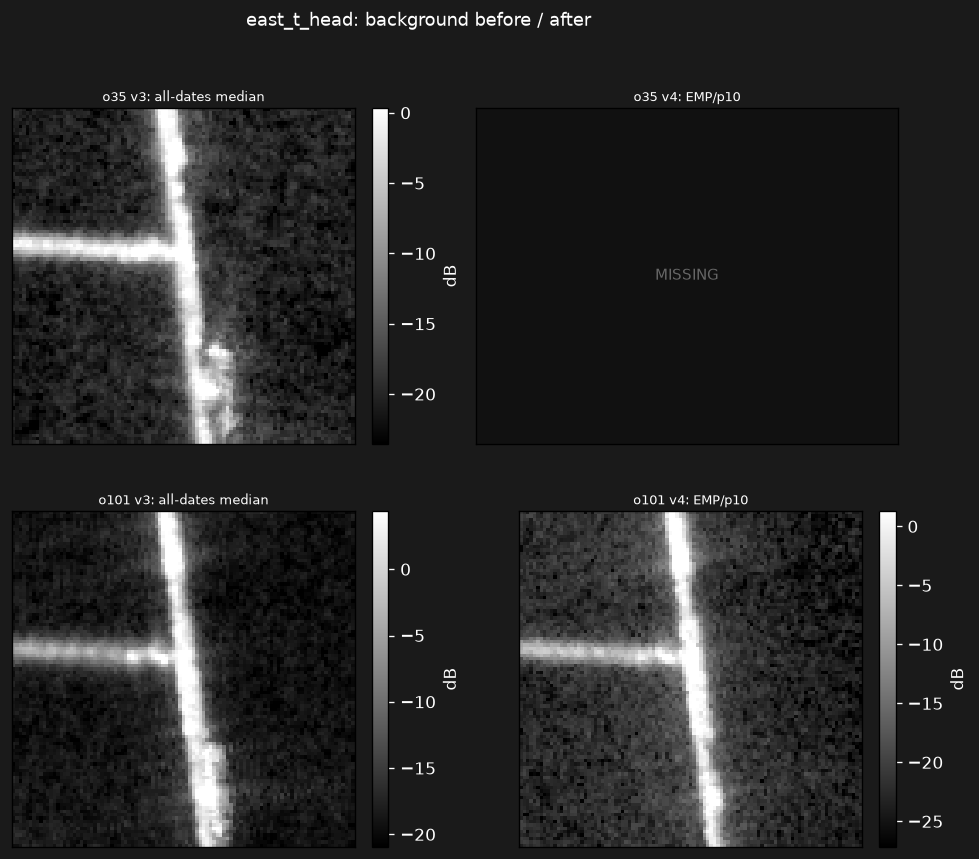 east_t_head: background before / after
o35 v3: all-dates median
0
−5
−10
−15
−20
dB
o35 v4: EMP/p10
MISSING
o101 v3: all-dates median
0
−5
−10
−15
−20
dB
o101 v4: EMP/p10
0
−5
−10
−15
−20
−25
dB